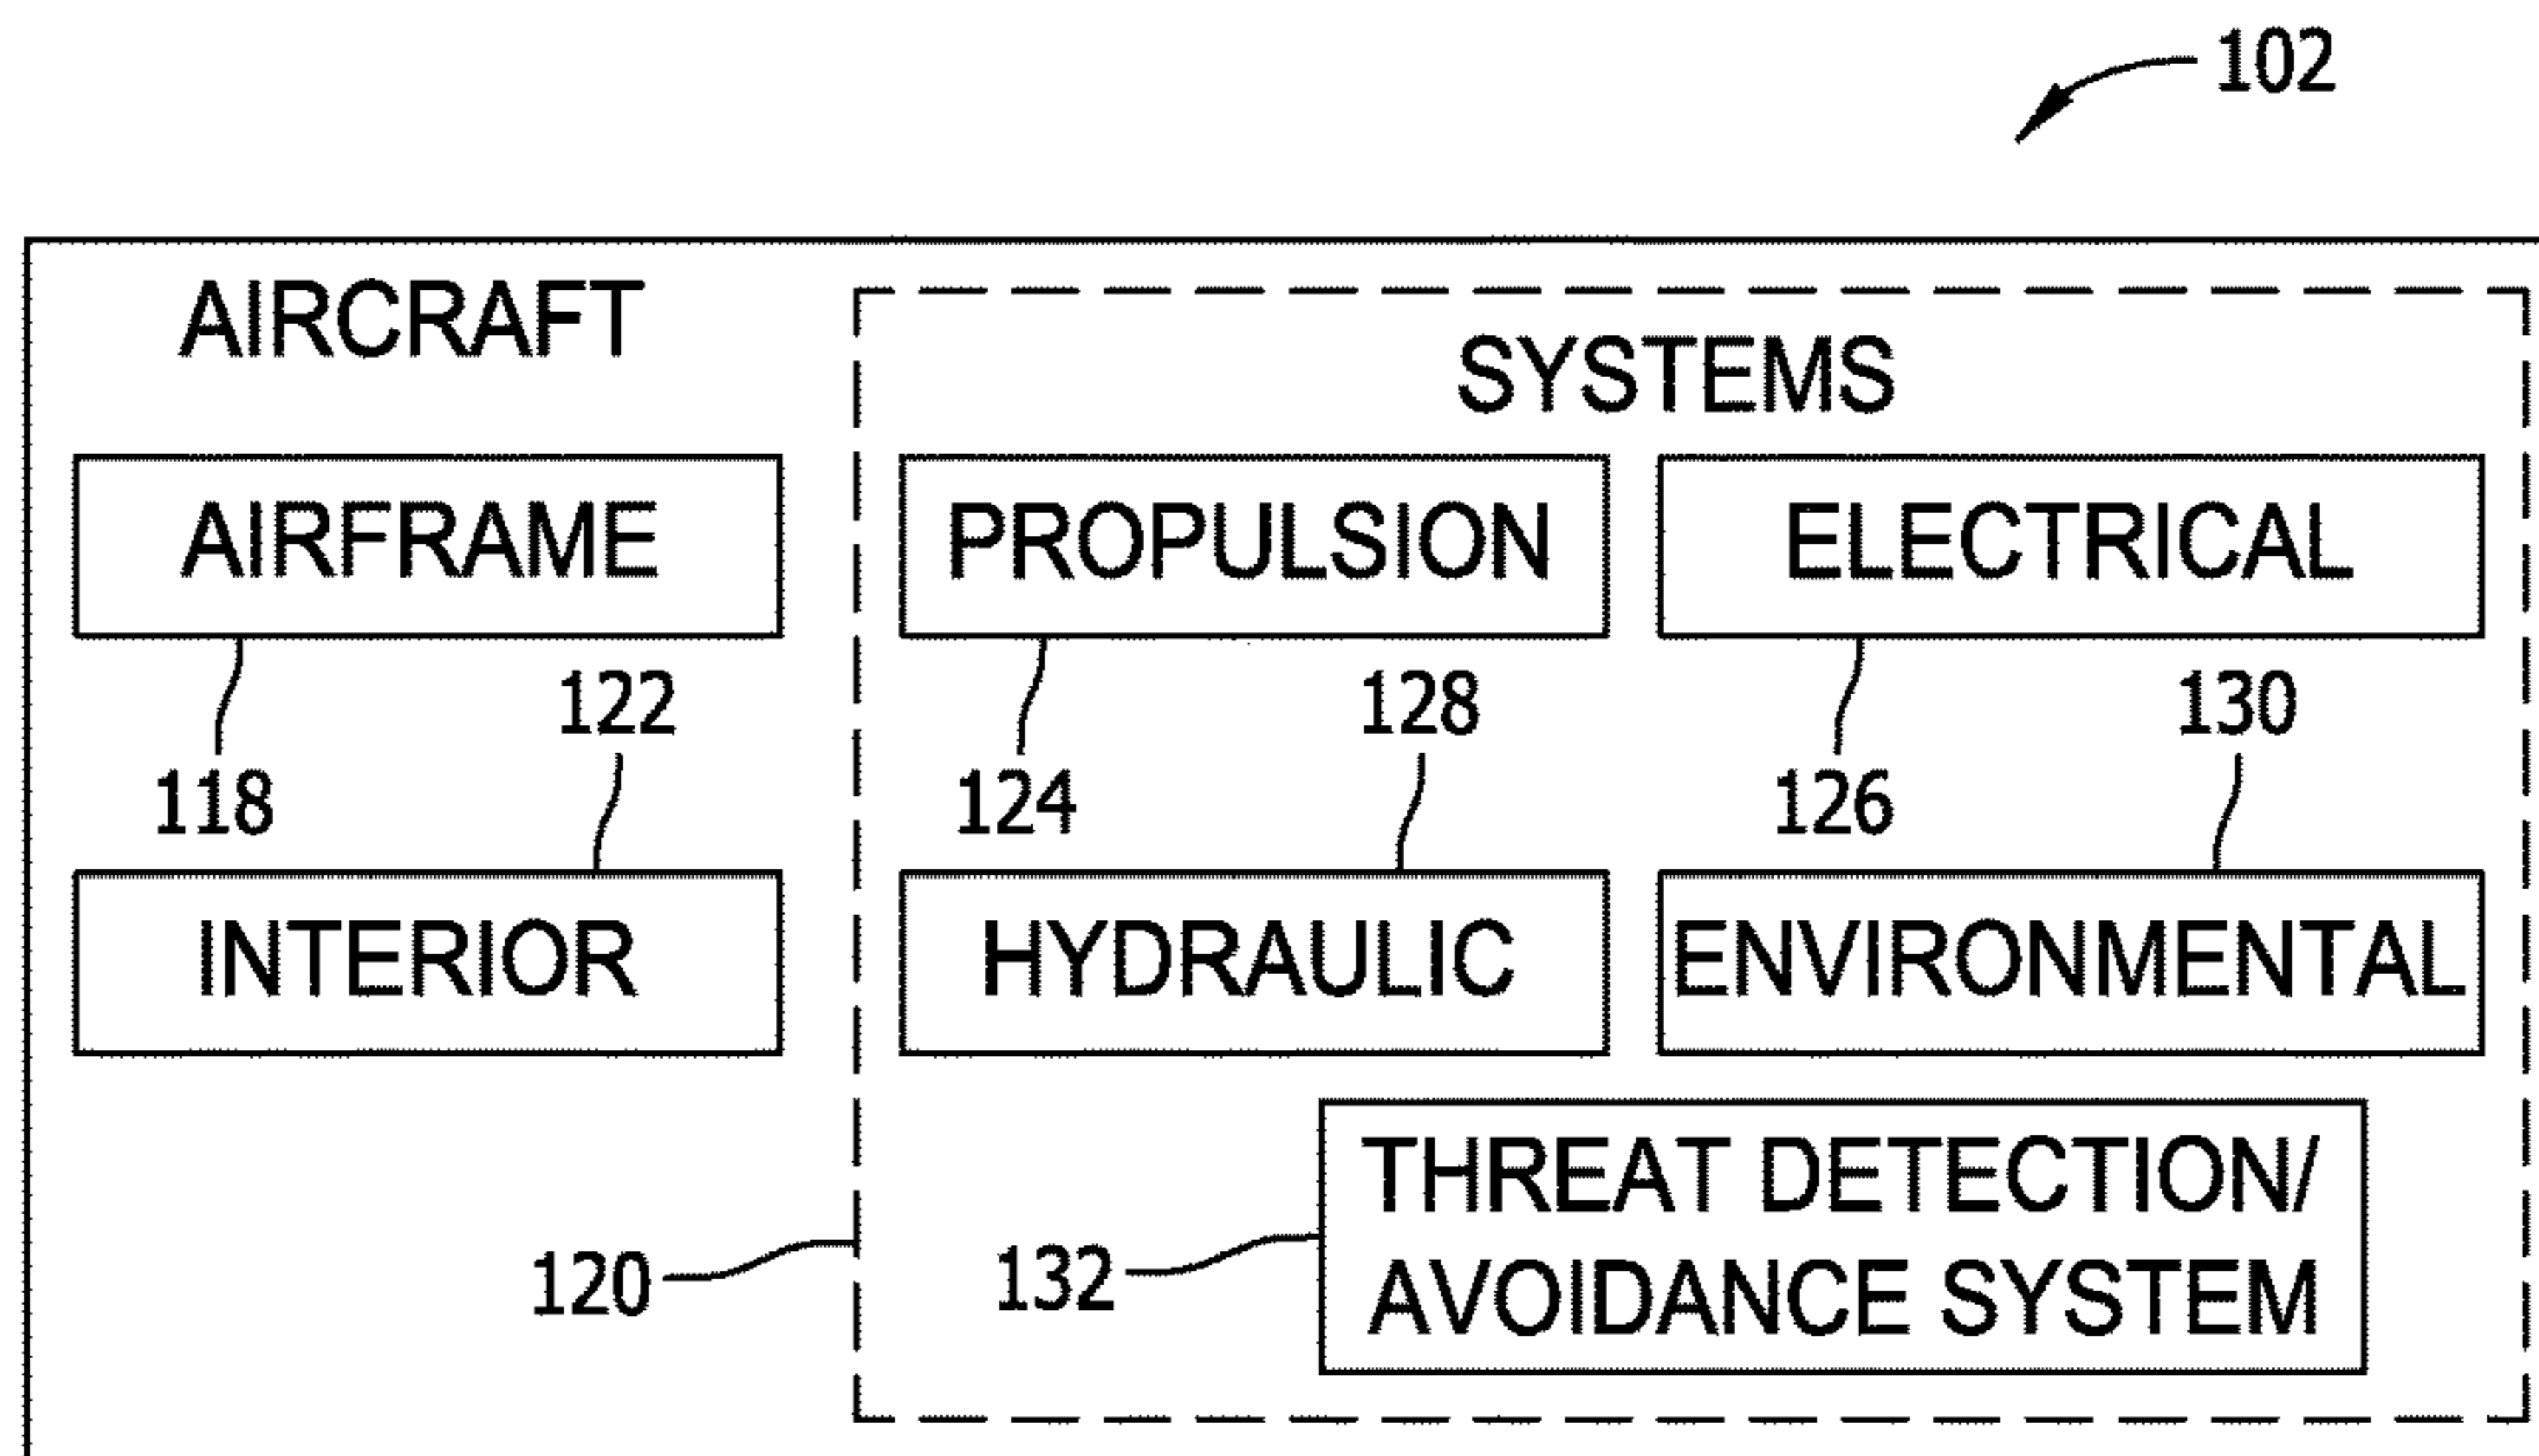 102
AIRCRAFT
SYSTEMS
AIRFRAME
PROPULSION
ELECTRICAL
122
128
130
118
124
126
INTERIOR
HYDRAULIC
ENVIRONMENTAL
THREAT DETECTION/
AVOIDANCE SYSTEM
120
132